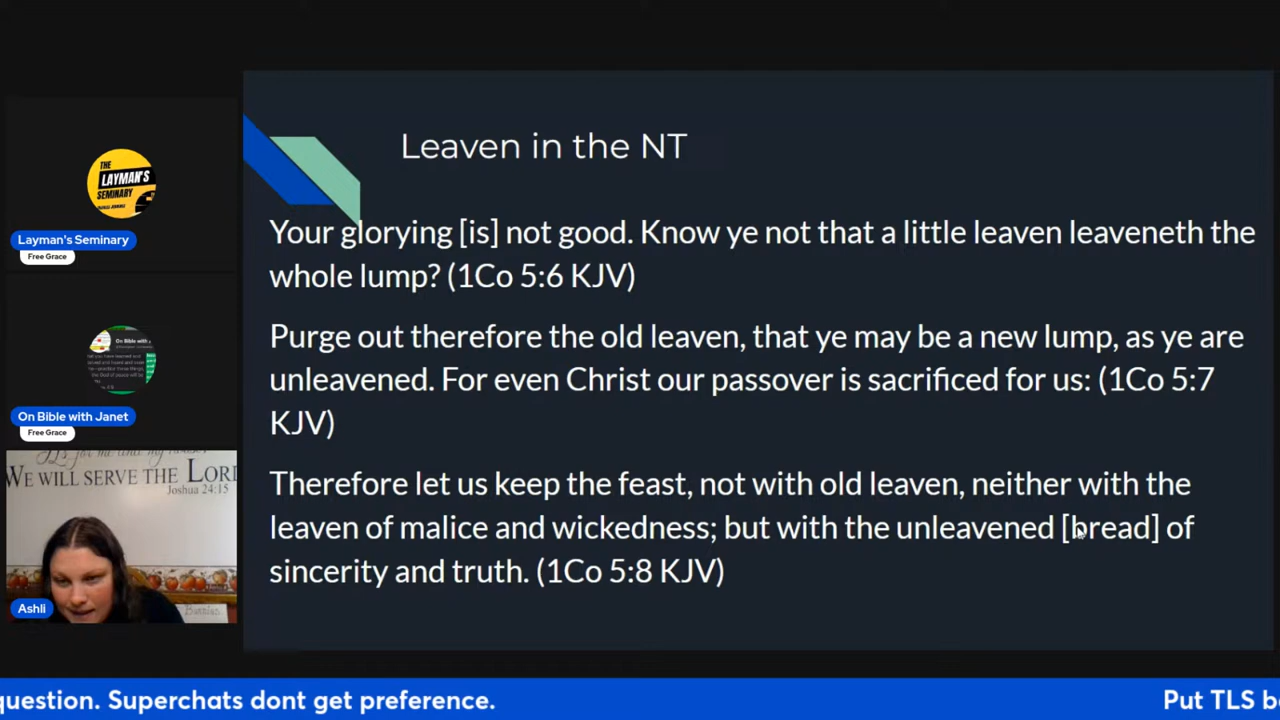 Leaven in the NT
Your glorying [is] not good. Know ye not that a little leaven leaveneth the
whole lump? (1Co 5:6 KJV)
Purge out therefore the old leaven, that ye may be a new lump, as ye are
unleavened. For even Christ our passover is sacrificed for us: (1Co 5:7
KJV)
Therefore let us keep the feast, not with old leaven, neither with the
leaven of malice and wickedness; but with the unleavened [bread] of
sincerity and truth. (1Co 5:8 KJV)
THE
LAYMAN'S
SEMINARY
Layman's Seminary
Free Grace
On Bible with
On Bible with Janet
Free Grace
WE WILL SERVE THE LORD
Joshua 24:15
Ashli
question. Superchats dont get preference.
Put TLS be